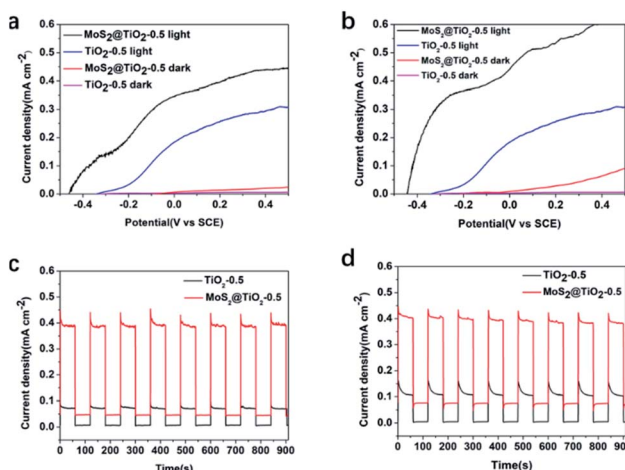 a
MoS2@TiO2-0.5 light
TiO2-0.5 light
MoS2@TiO2-0.5 dark
TiO2-0.5 dark
Current density(mA cm-2)
0.6
0.5
0.4
0.3
0.2
0.1
0.0
-0.4 -0.2 0.0 0.2 0.4
Potential(V vs SCE)
b
MoS2@TiO2-0.5 light
TiO2-0.5 light
MoS2@TiO2-0.5 dark
TiO2-0.5 dark
Current density(mA cm-2)
0.6
0.5
0.4
0.3
0.2
0.1
0.0
-0.4 -0.2 0.0 0.2 0.4
Potential(V vs SCE)
c
TiO2-0.5
MoS2@TiO2-0.5
Current density(mA cm-2)
0.6
0.5
0.4
0.3
0.2
0.1
0.0
0 100 200 300 400 500 600 700 800 900
Time(s)
d
TiO2-0.5
MoS2@TiO2-0.5
Current density(mA cm-2)
0.6
0.5
0.4
0.3
0.2
0.1
0.0
0 100 200 300 400 500 600 700 800 900
Time(s)